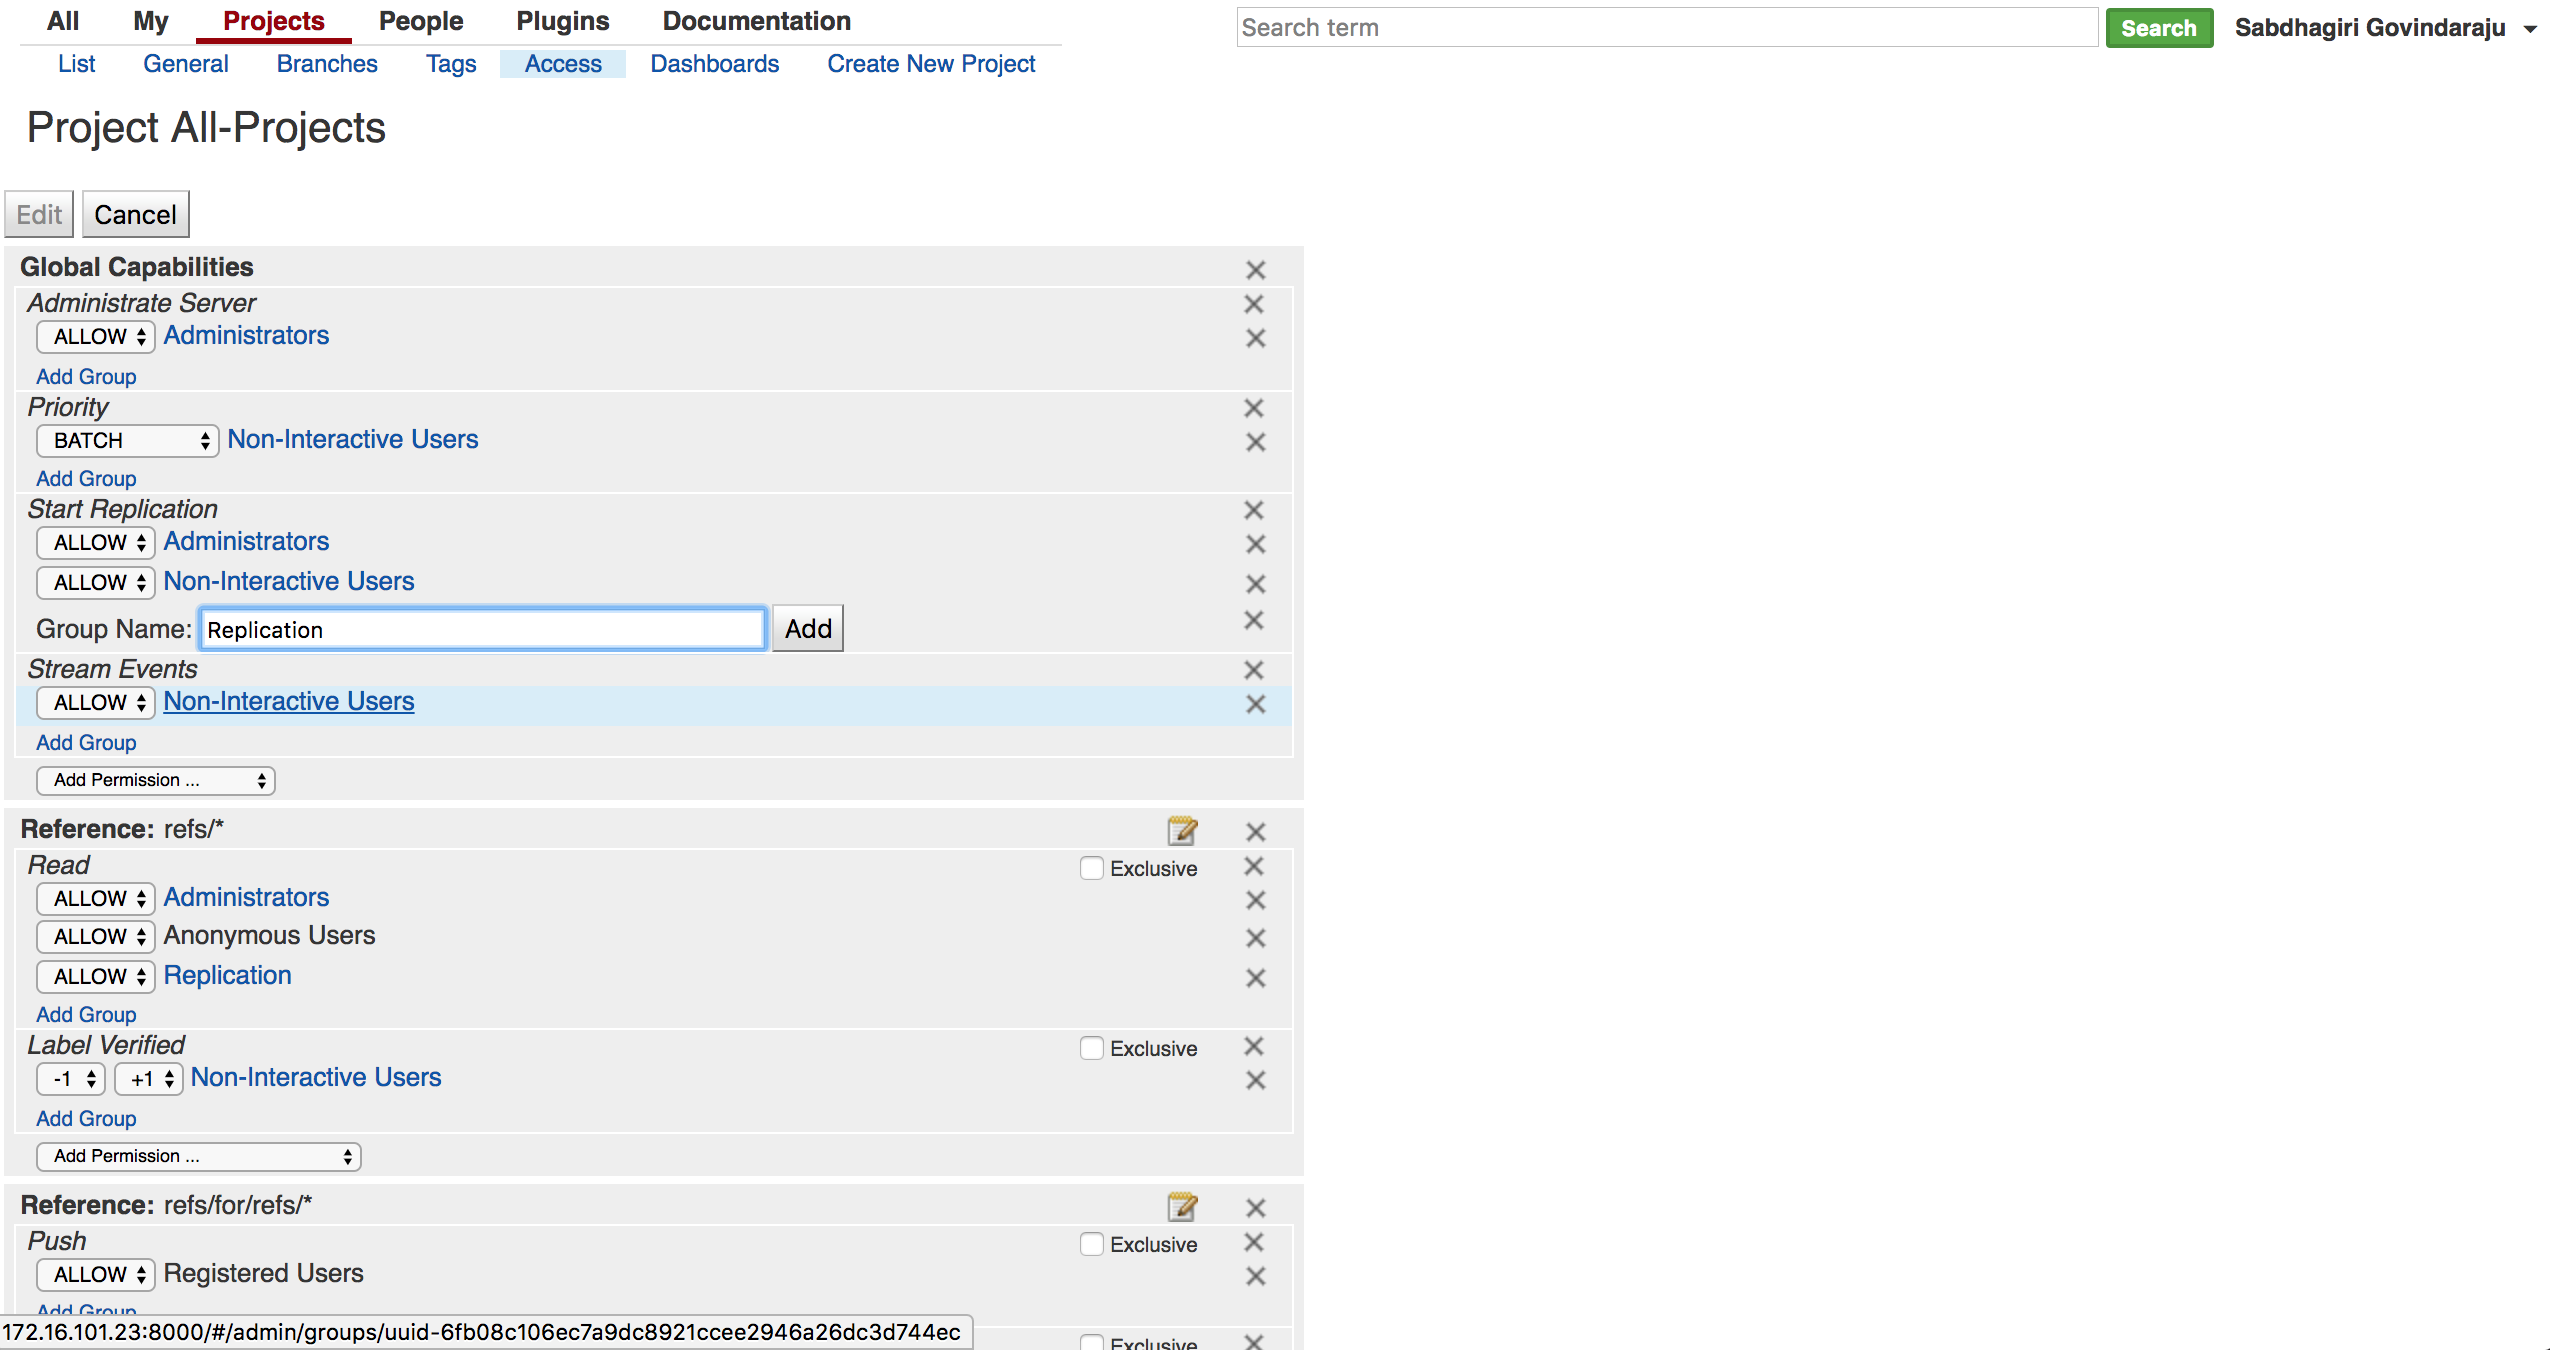 All My Projects People Plugins Documentation
Search term Search Sabdhagiri Govindaraju
List General Branches Tags Access Dashboards Create New Project
Project All-Projects
Edit Cancel
Global Capabilities
Administrate Server
ALLOW Administrators
Add Group
Priority
BATCH Non-Interactive Users
Add Group
Start Replication
ALLOW Administrators
ALLOW Non-Interactive Users
Group Name: Replication Add
Stream Events
ALLOW Non-Interactive Users
Add Group
Add Permission ...
Reference: refs/*
Read Exclusive
ALLOW Administrators
ALLOW Anonymous Users
ALLOW Replication
Add Group
Label Verified Exclusive
-1 +1 Non-Interactive Users
Add Group
Add Permission ...
Reference: refs/for/refs/*
Push Exclusive
ALLOW Registered Users
Add Group
172.16.101.23:8000/#/admin/groups/uuid-6fb08c106ec7a9dc8921ccee2946a26dc3d744ec
Exclusive